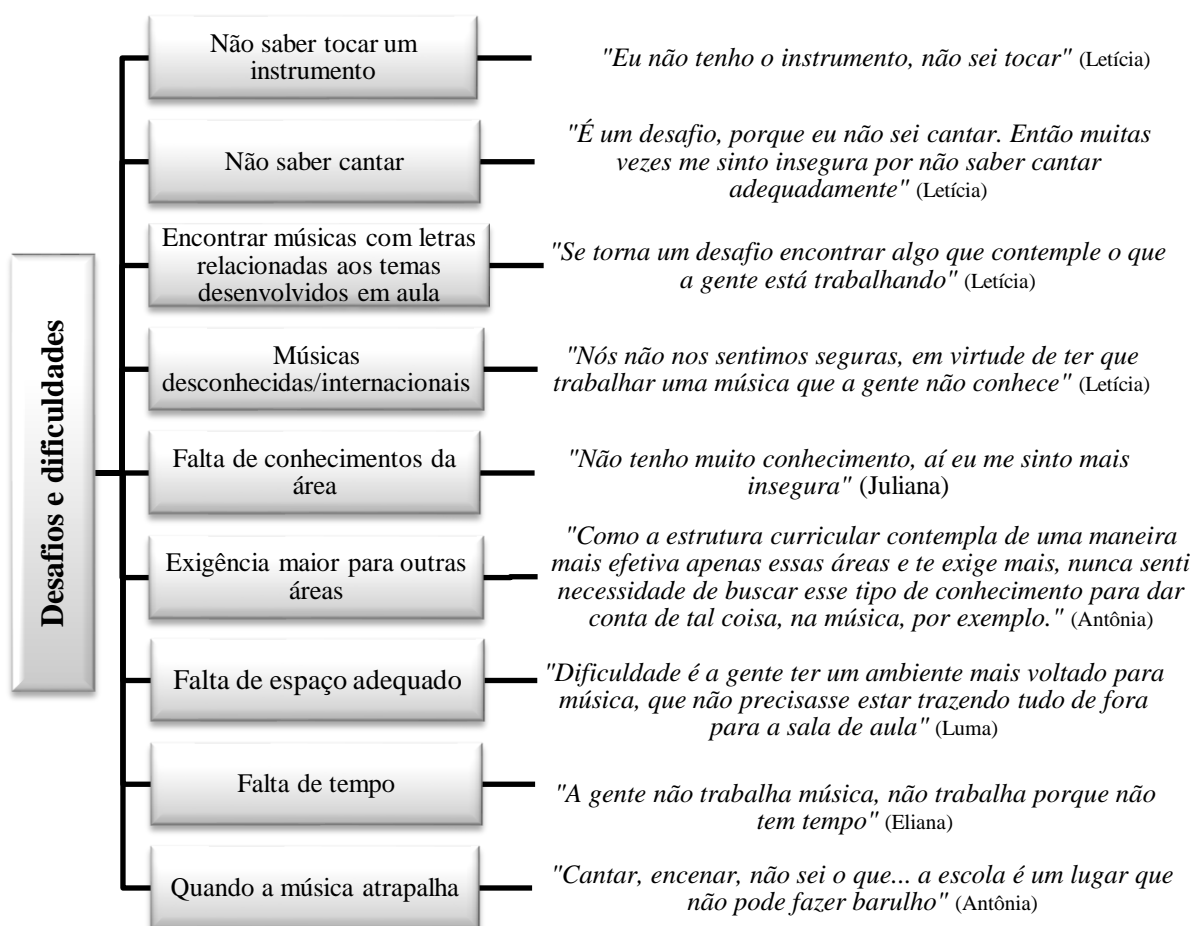 Desafios e dificuldades
Não saber tocar um
instrumento
"Eu não tenho o instrumento, não sei tocar" (Letícia)
Não saber cantar
"É um desafio, porque eu não sei cantar. Então muitas
vezes me sinto insegura por não saber cantar
adequadamente" (Letícia)
Encontrar músicas com letras
relacionadas aos temas
desenvolvidos em aula
"Se torna um desafio encontrar algo que contemple o que
a gente está trabalhando" (Letícia)
Músicas
desconhecidas/internacionais
"Nós não nos sentimos seguras, em virtude de ter que
trabalhar uma música que a gente não conhece" (Letícia)
Falta de conhecimentos da
área
"Não tenho muito conhecimento, aí eu me sinto mais
insegura" (Juliana)
Exigência maior para outras
áreas
"Como a estrutura curricular contempla de uma maneira
mais efetiva apenas essas áreas e te exige mais, nunca senti
necessidade de buscar esse tipo de conhecimento para dar
conta de tal coisa, na música, por exemplo." (Antônia)
Falta de espaço adequado
"Dificuldade é a gente ter um ambiente mais voltado para
música, que não precisasse estar trazendo tudo de fora
para a sala de aula" (Luma)
Falta de tempo
"A gente não trabalha música, não trabalha porque não
tem tempo" (Eliana)
Quando a música atrapalha
"Cantar, encenar, não sei o que... a escola é um lugar que
não pode fazer barulho" (Antônia)